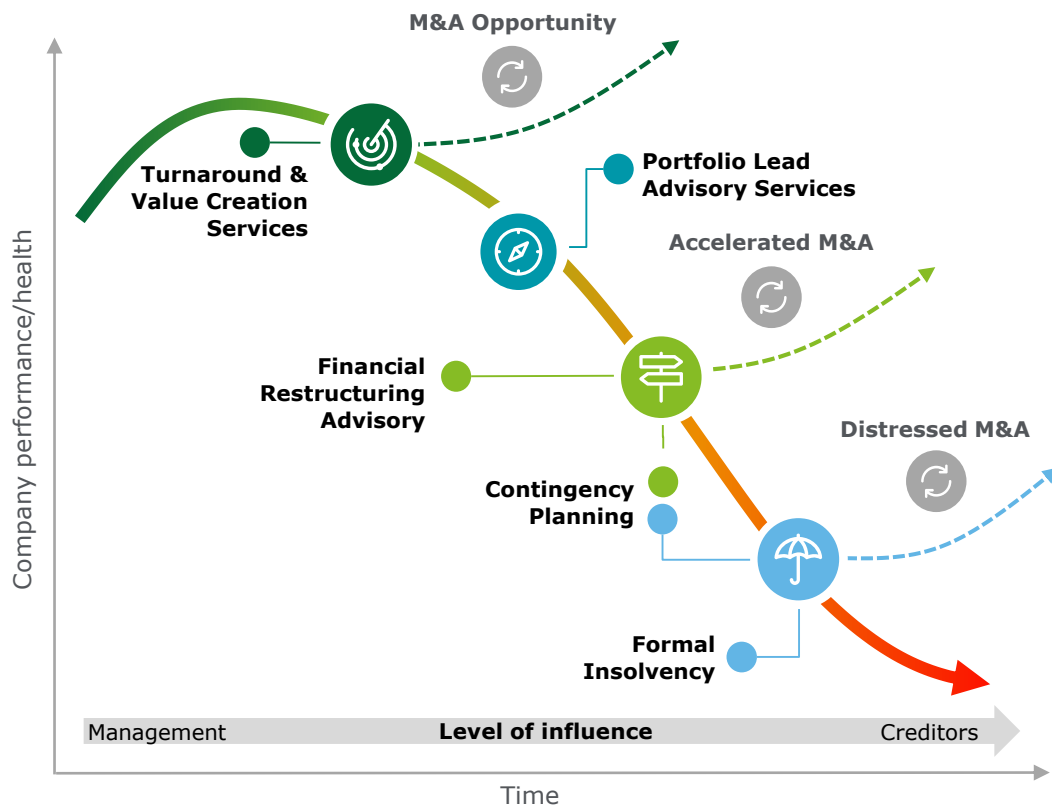 M&A Opportunity
Turnaround &
Value Creation
Services
Portfolio Lead
Advisory Services
Accelerated M&A
Financial
Restructuring
Advisory
Distressed M&A
Contingency
Planning
Formal
Insolvency
Company performance/health
Management
Level of influence
Creditors
Time